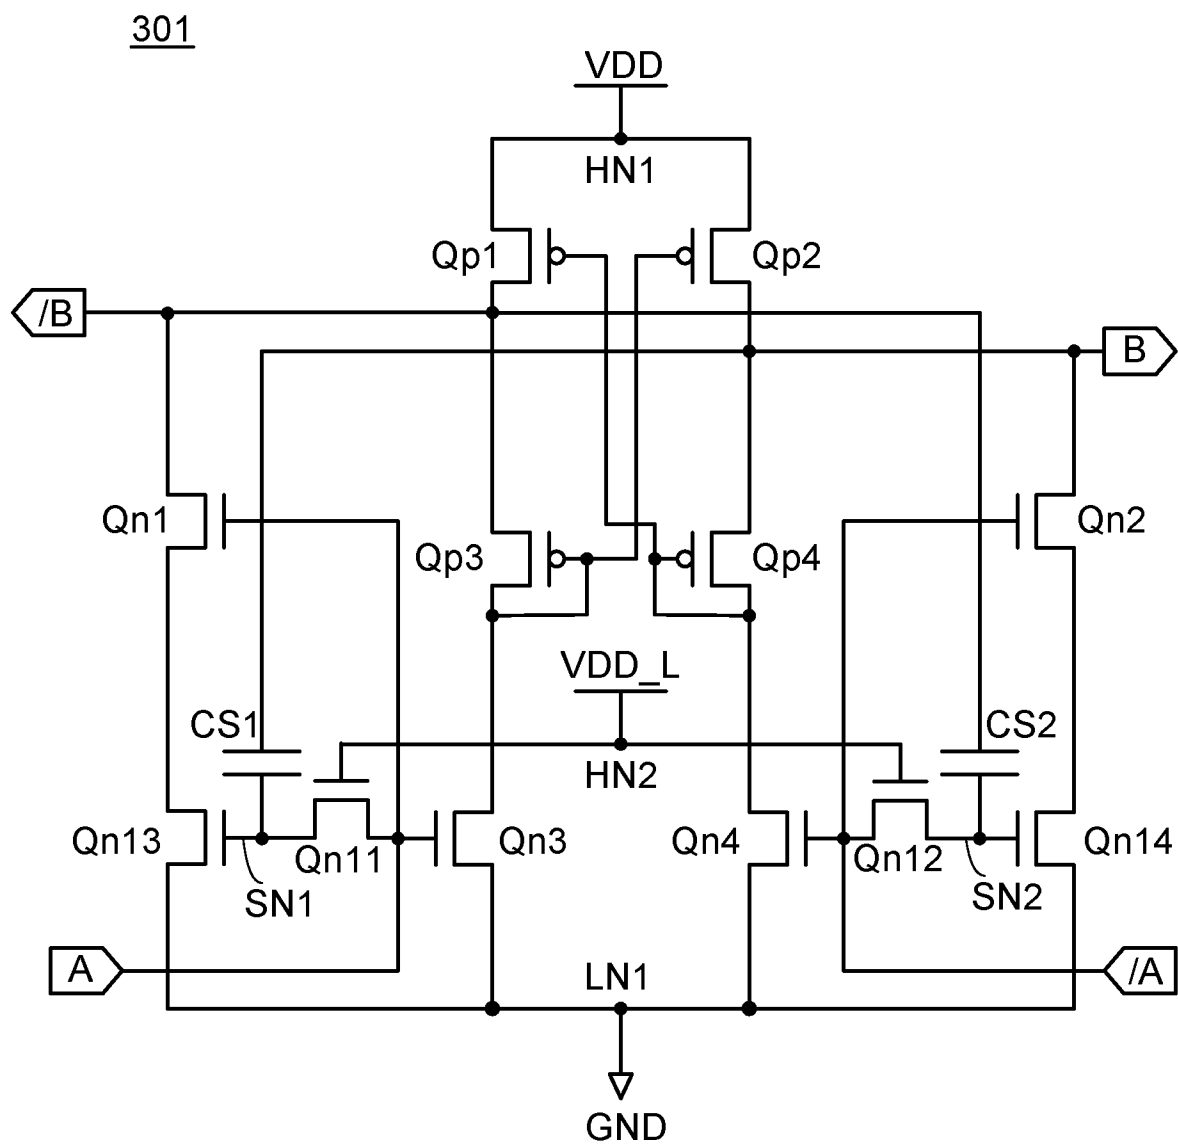 301
VDD
HN1
Qp1
Qp2
/B
B
Qn1
Qn2
Qp3
Qp4
VDD_L
CS1
CS2
HN2
Qn13
Qn11
Qn3
Qn4
Qn12
Qn14
SN1
SN2
A
LN1
/A
GND